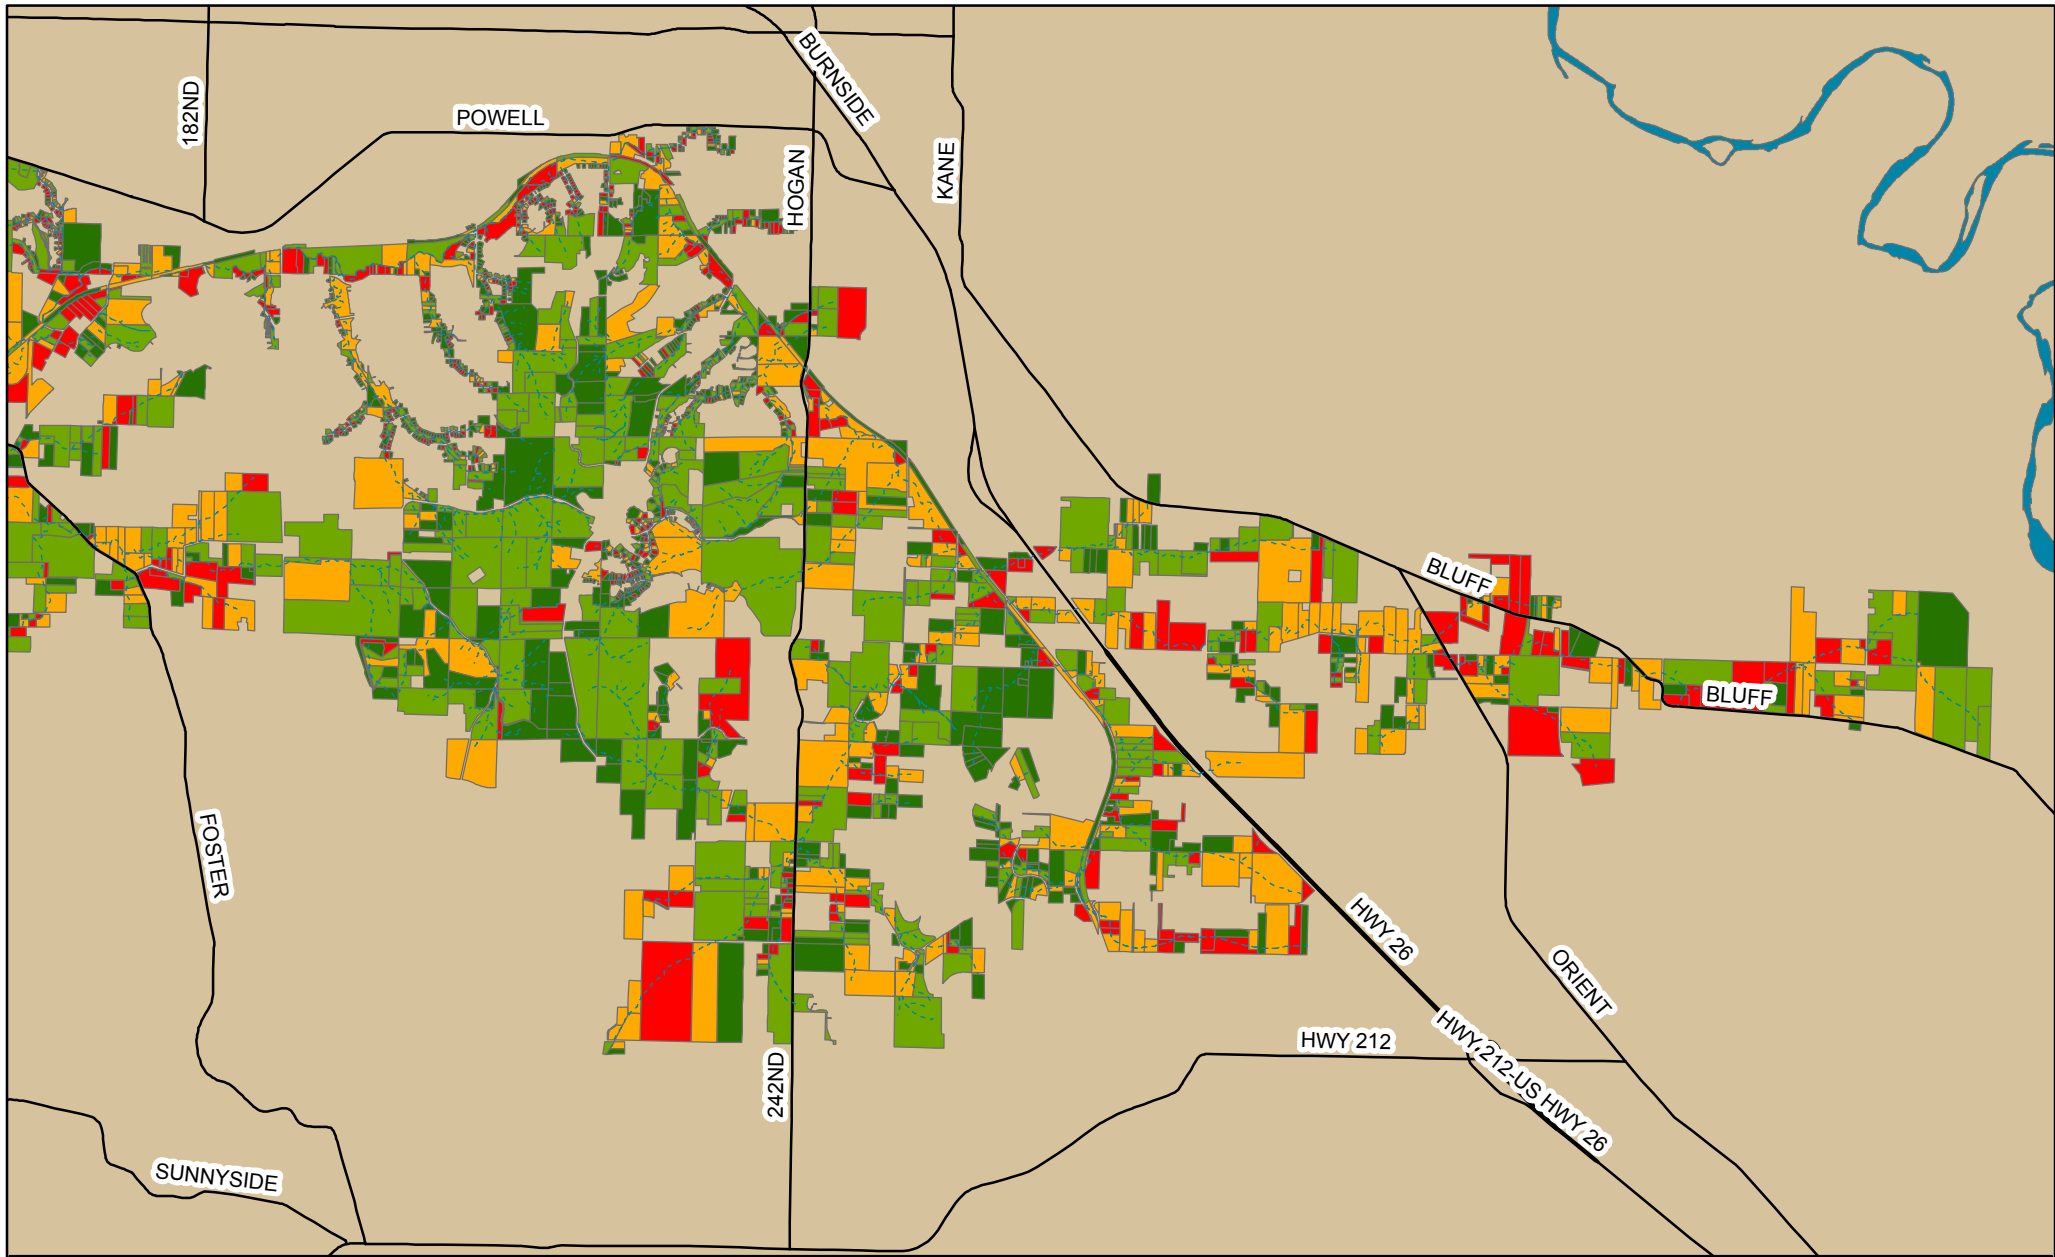 182ND
POWELL
BURNSIDE
HOGAN
KANE
BLUFF
BLUFF
FOSTER
HWY 26
ORIENT
HWY 212
HWY 212-US HWY 26
242ND
SUNNYSIDE